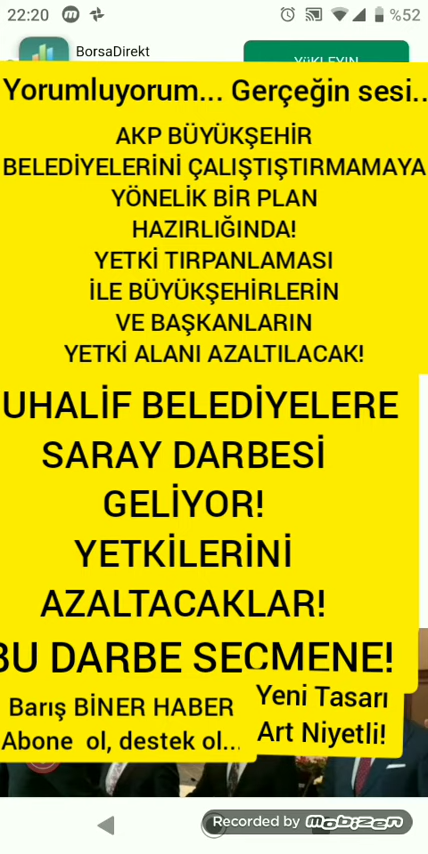 22:20
%52
BorsaDirekt
YÜKLEYIN
Yorumluyorum... Gerçeğin sesi..
AKP BÜYÜKŞEHİR
BELEDİYELERİNİ ÇALIŞTIŞTIRMAMAYA
YÖNELİK BİR PLAN
HAZIRLIĞINDA!
YETKİ TIRPANLAMASI
İLE BÜYÜKŞEHİRLERİN
VE BAŞKANLARIN
YETKİ ALANI AZALTILACAK!
UHALİF BELEDİYELERE
SARAY DARBESİ
GELİYOR!
YETKİLERİNİ
AZALTACAKLAR!
BU DARBE SEÇMENE!
Yeni Tasarı
Art Niyetli!
Barış BİNER HABER
Abone ol, destek ol...
Recorded by mobizen